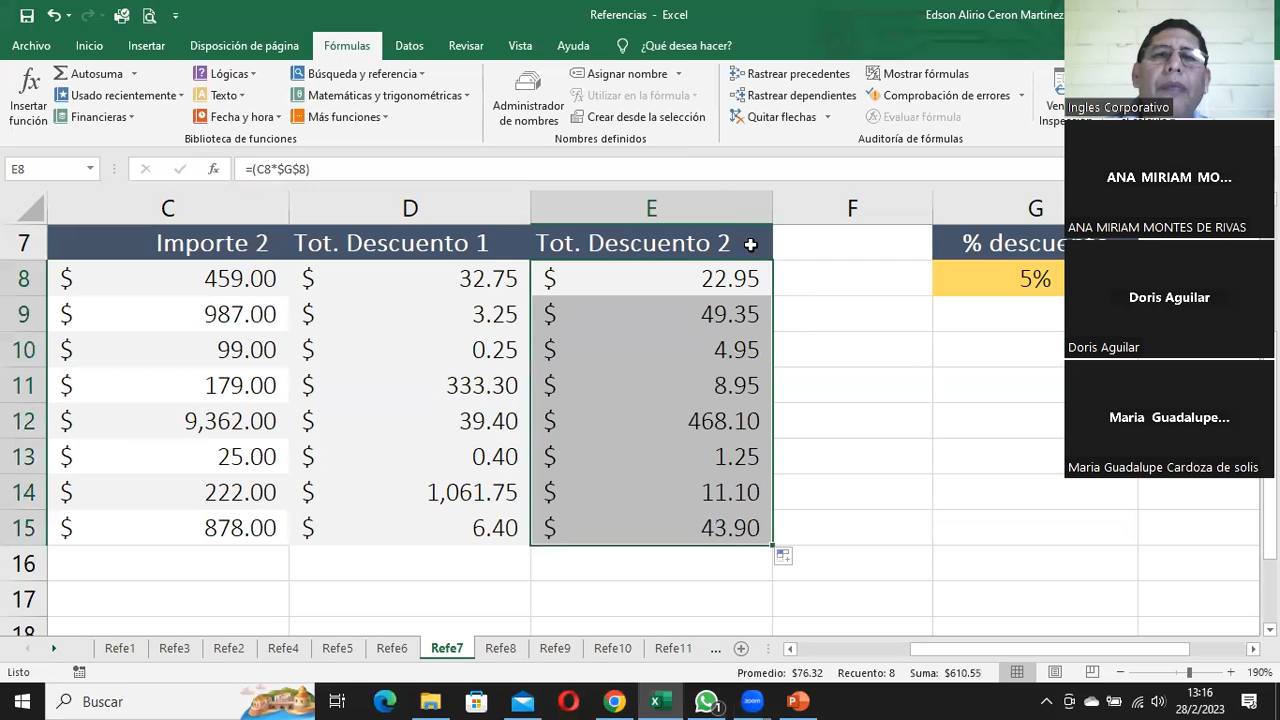 Referencias - Excel
Edson Alirio Ceron Martinez
Archivo Inicio Insertar Disposición de página Fórmulas Datos Revisar Vista Ayuda ¿Qué desea hacer?
Insertar función
Autosuma
Usado recientemente
Financieras
Lógicas
Texto
Fecha y hora
Búsqueda y referencia
Matemáticas y trigonométricas
Más funciones
Biblioteca de funciones
Administrador de nombres
Asignar nombre
Utilizar en la fórmula
Crear desde la selección
Nombres definidos
Rastrear precedentes
Rastrear dependientes
Quitar flechas
Mostrar fórmulas
Comprobación de errores
Evaluar fórmula
Auditoría de fórmulas
Ingles Corporativo
E8 fx =(C8*$G$8)
C D E F G
7 Importe 2 Tot. Descuento 1 Tot. Descuento 2
8 $ 459.00 $ 32.75 $ 22.95 5%
9 $ 987.00 $ 3.25 $ 49.35
10 $ 99.00 $ 0.25 $ 4.95
11 $ 179.00 $ 333.30 $ 8.95
12 $ 9,362.00 $ 39.40 $ 468.10
13 $ 25.00 $ 0.40 $ 1.25
14 $ 222.00 $ 1,061.75 $ 11.10
15 $ 878.00 $ 6.40 $ 43.90
16
17
18
ANA MIRIAM MO...
ANA MIRIAM MONTES DE RIVAS
Doris Aguilar
Doris Aguilar
Maria Guadalupe...
Maria Guadalupe Cardoza de solis
Refe1 Refe3 Refe2 Refe4 Refe5 Refe6 Refe7 Refe8 Refe9 Refe10 Refe11 ...
Listo Promedio: $76.32 Recuento: 8 Suma: $610.55 190%
Buscar
13:16
28/2/2023